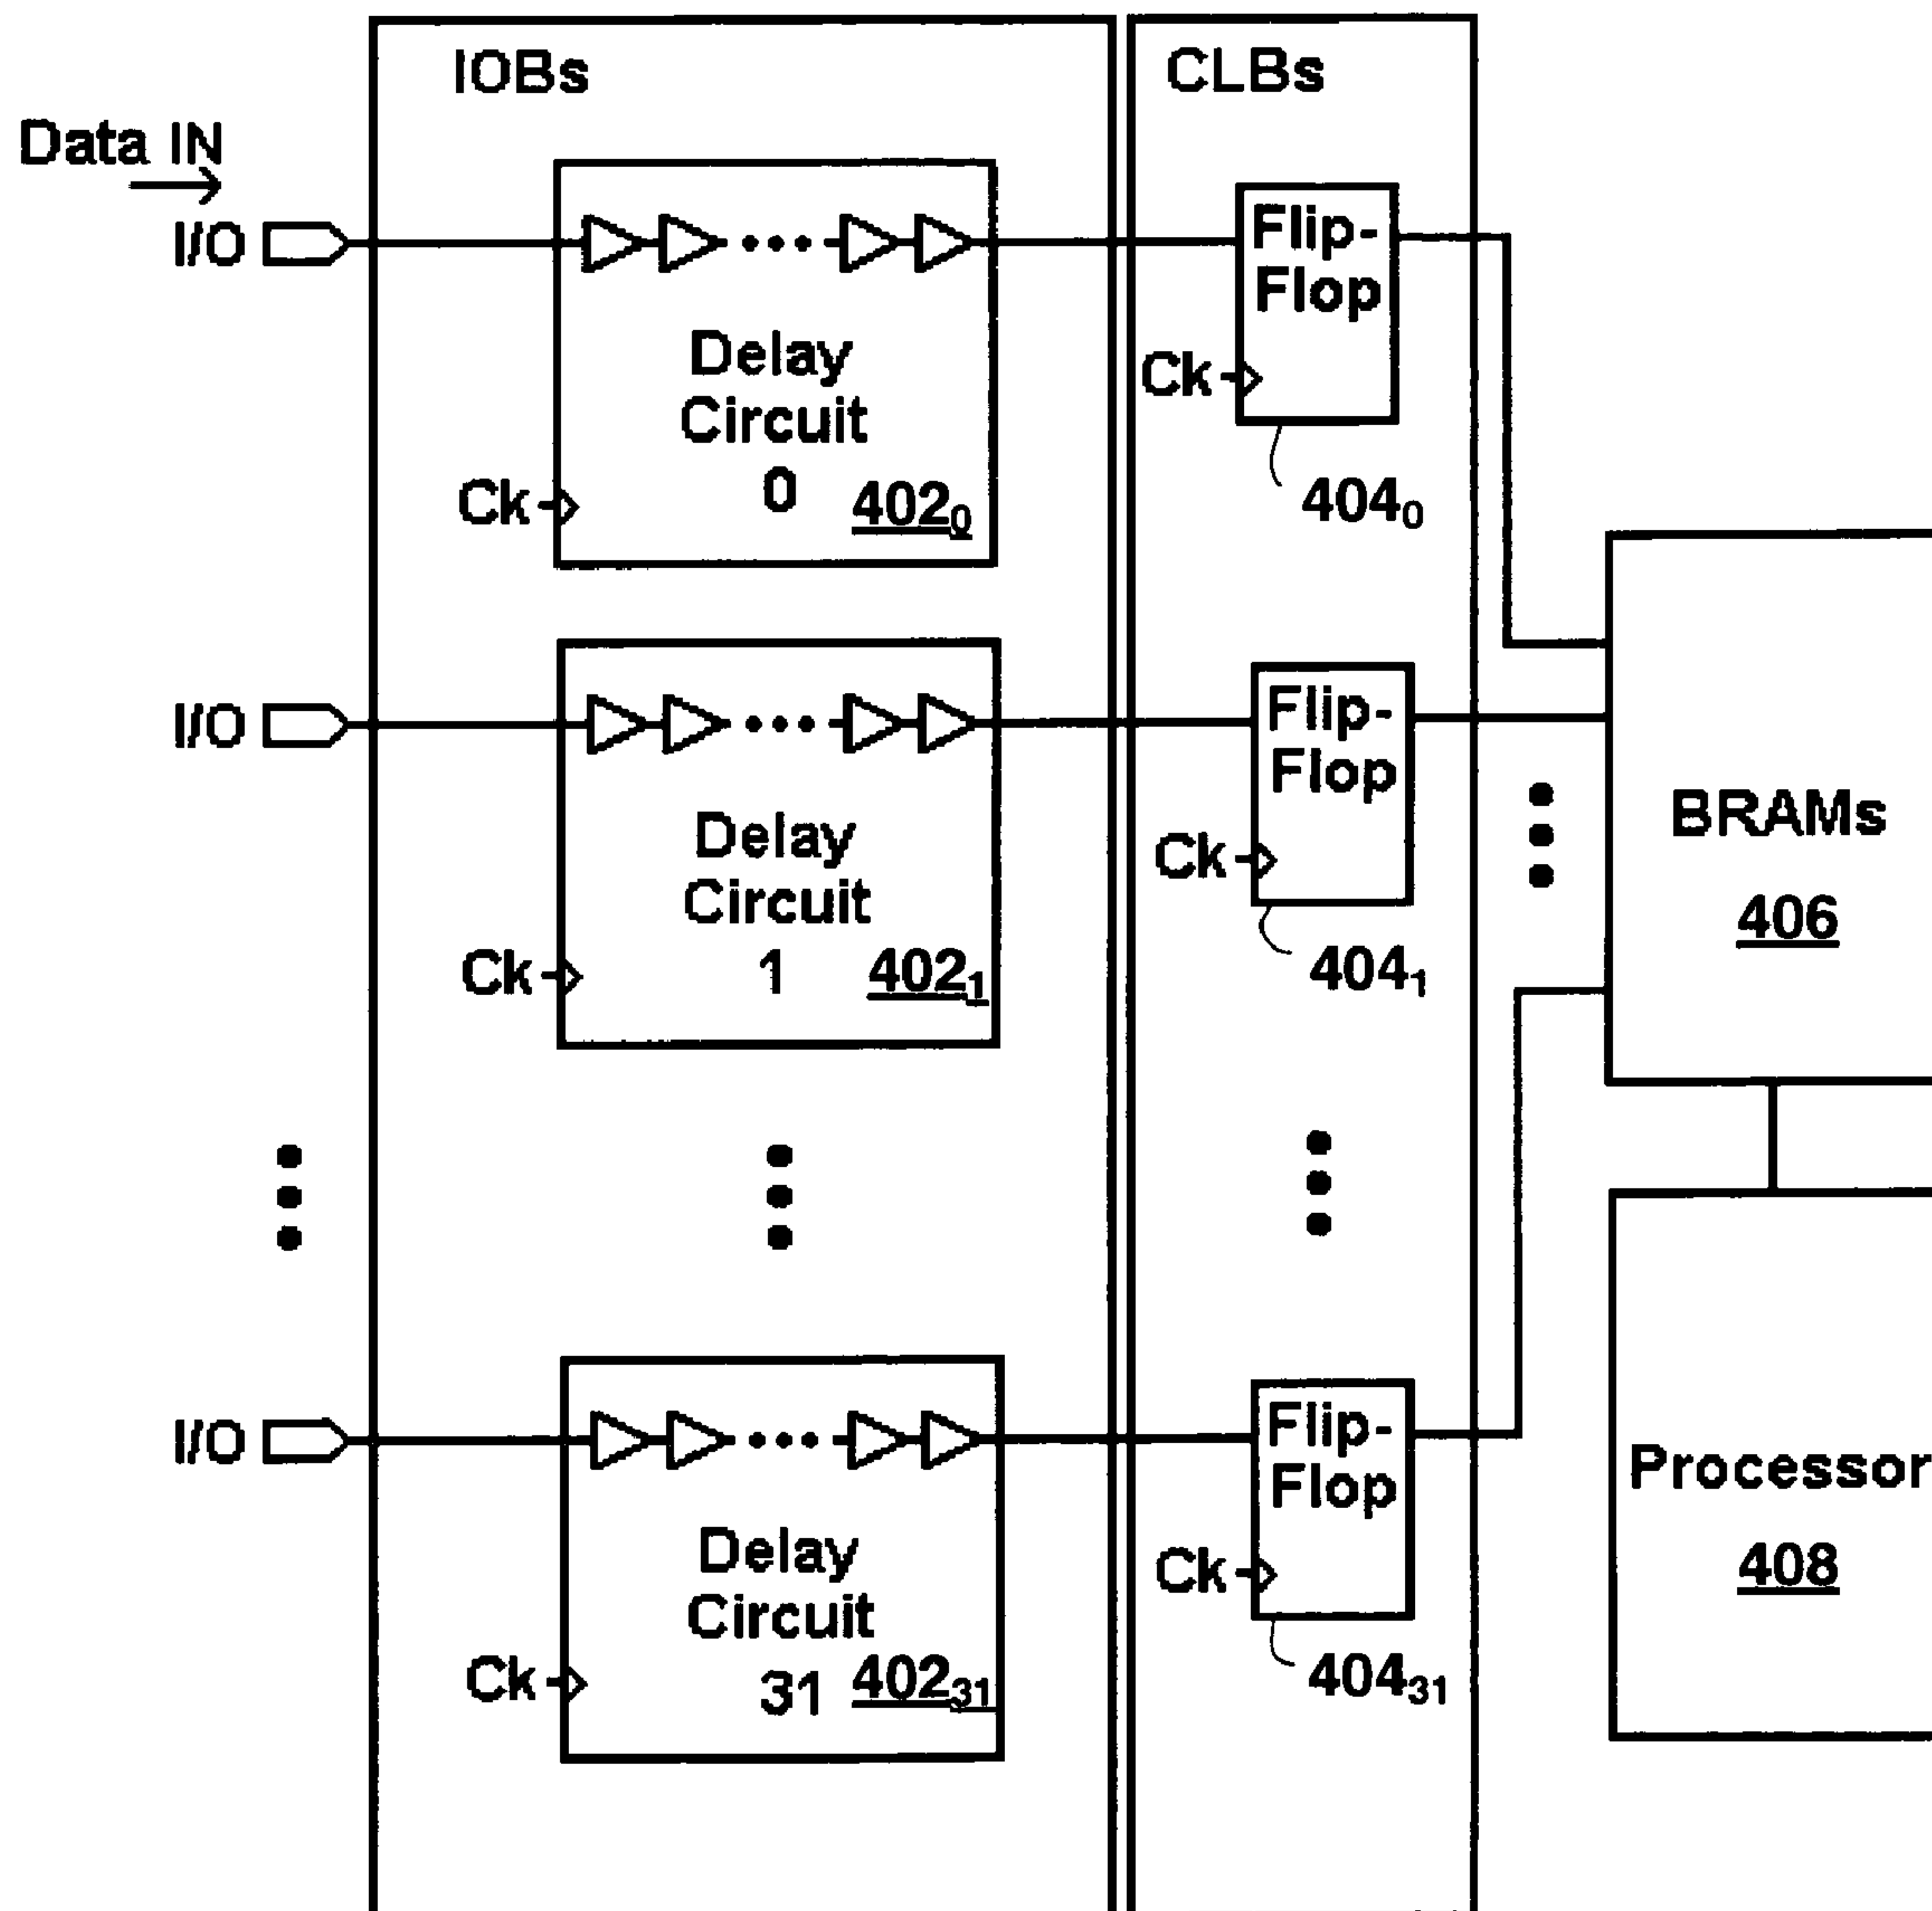 IOBs
CLBs
Data IN
I/O
Flip-
Flop
Delay
Circuit
0
Ck
402₀
Ck
404₀
I/O
Flip-
Flop
Delay
Circuit
1
Ck
402₁
Ck
404₁
BRAMs
406
I/O
Flip-
Flop
Delay
Circuit
31
Ck
402₃₁
Ck
404₃₁
Processor
408